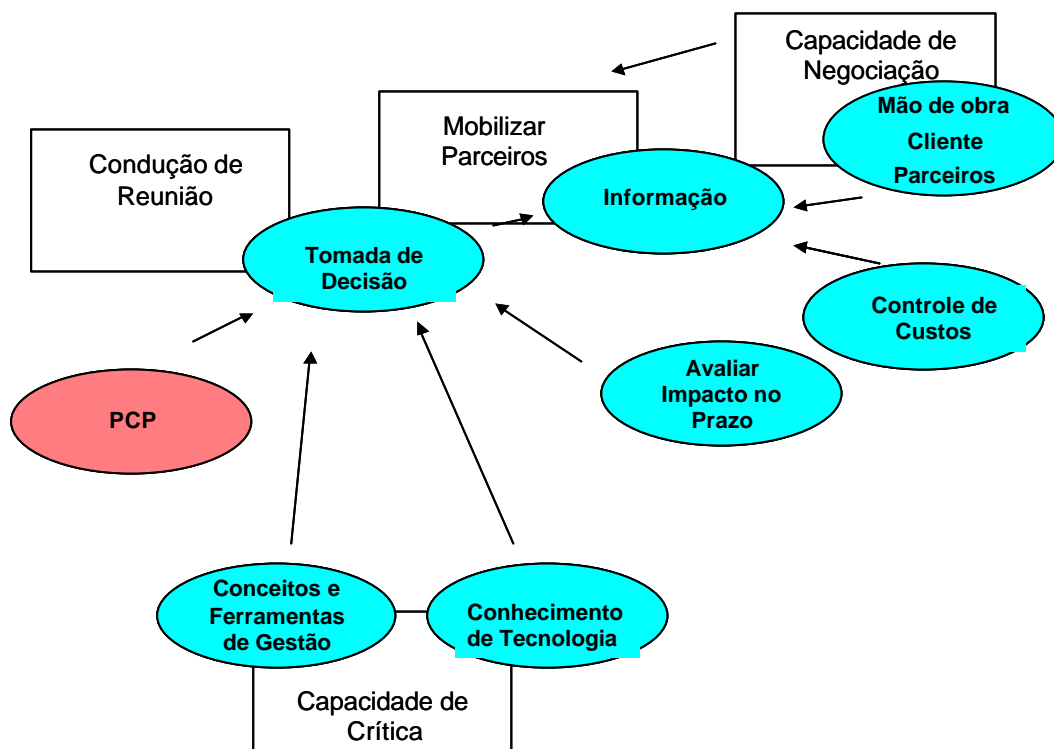 Capacidade de
Negociação
Mão de obra
Cliente
Parceiros
Mobilizar
Parceiros
Condução de
Reunião
Informação
Tomada de
Decisão
Controle de
Custos
Avaliar
Impacto no
Prazo
PCP
Conceitos e
Ferramentas
de Gestão
Conhecimento
de Tecnologia
Capacidade de
Crítica